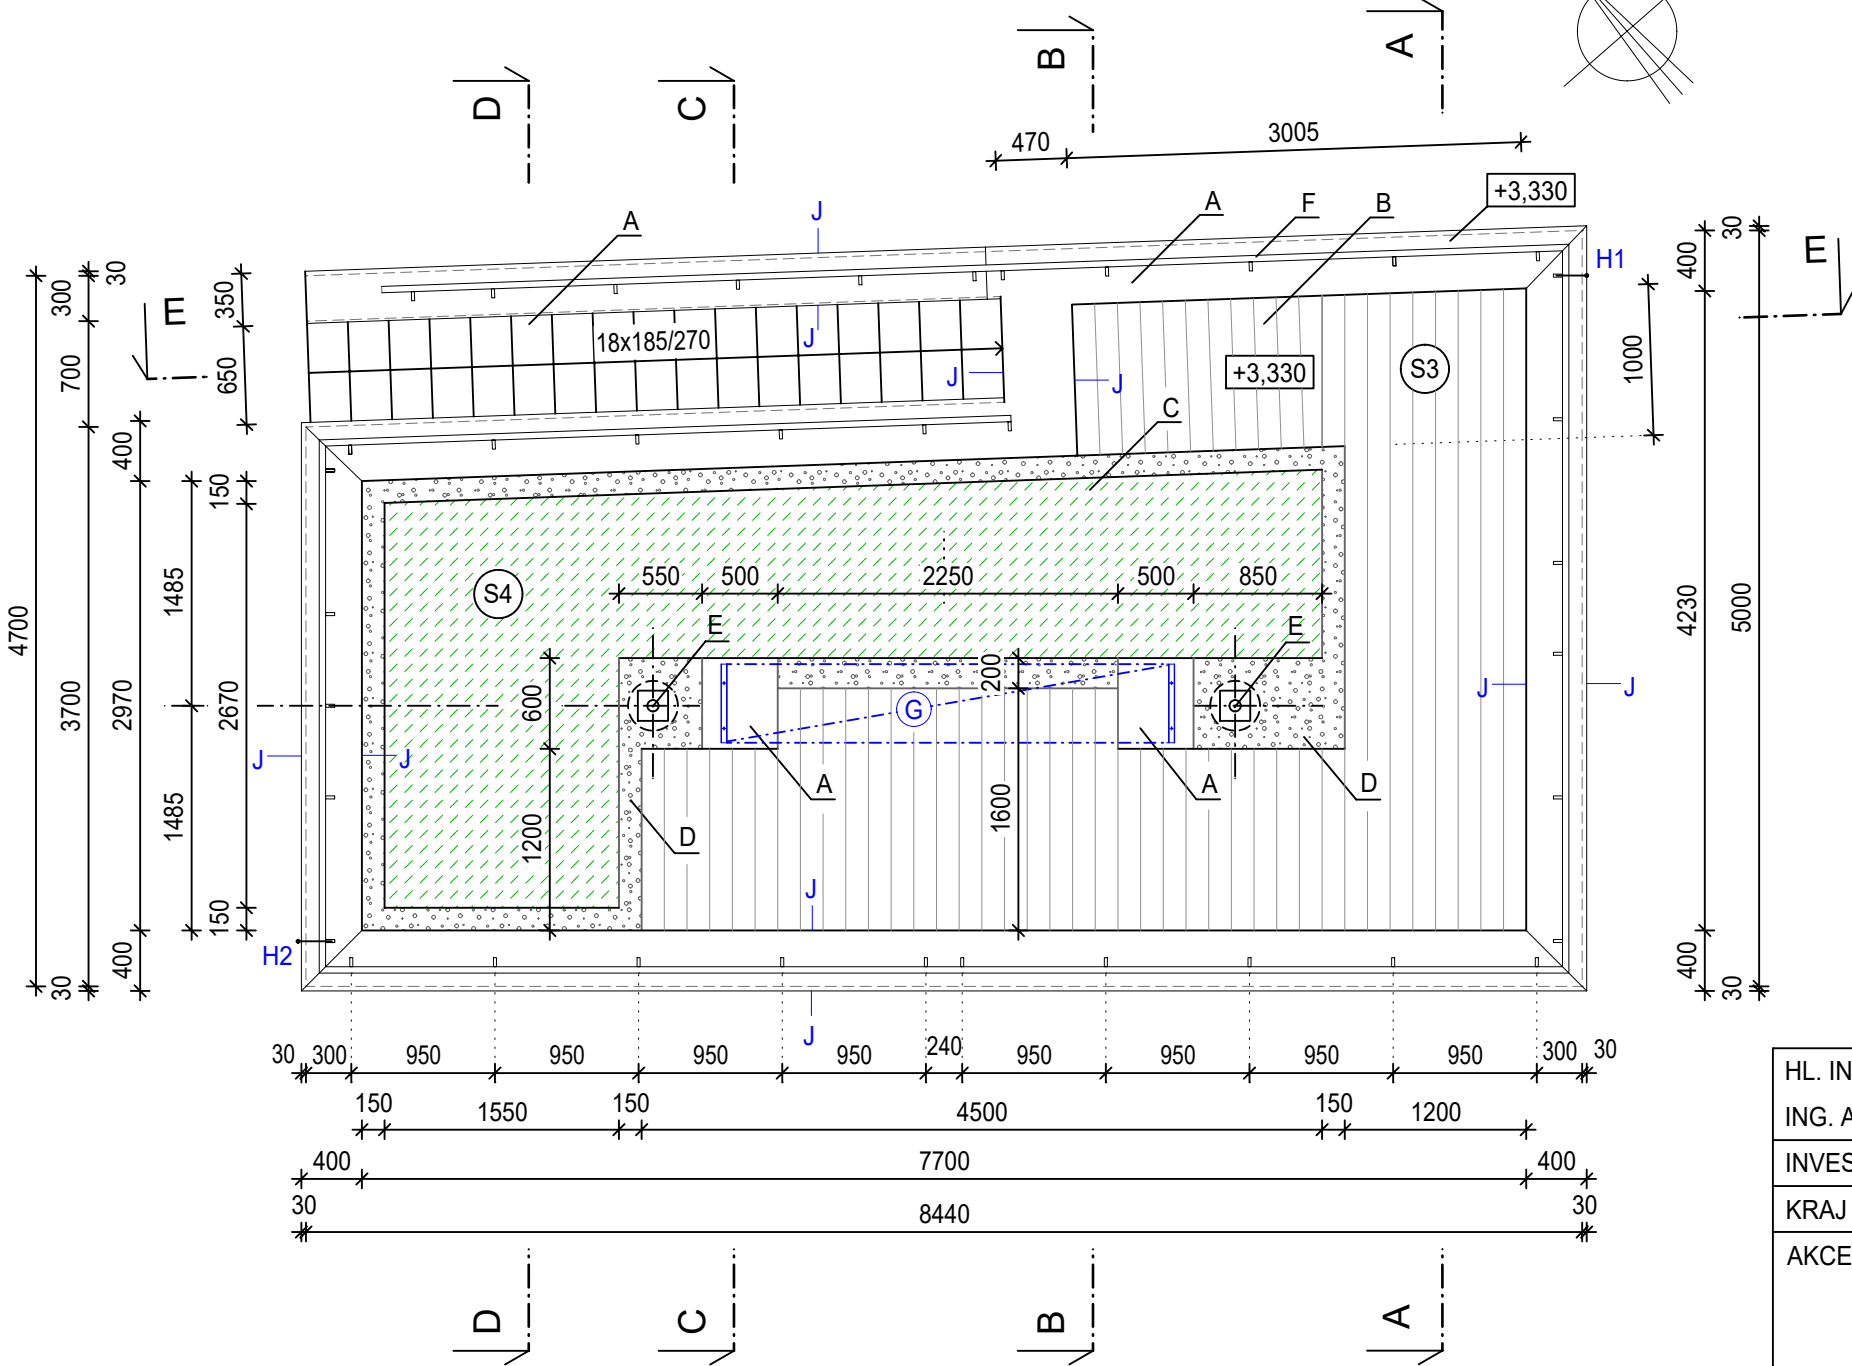 D
C
B
A
470
3005
+3,330
A
J
A
F
B
E
E
H1
30
300
30
350
400
30
18x185/270
J
J
J
+3,330
S3
1000
C
700
650
400
150
4700
3700
2970
1485
2670
S4
550
500
2250
500
850
E
E
600
200
G
4230
5000
J
J
J
J
A
A
D
1485
1200
D
1600
J
150
H2
400
30
400
30
J
30
300
950
950
950
950
240
950
950
950
950
300
30
150
1550
150
4500
150
1200
400
7700
400
30
8440
30
D
C
B
A
HL. IN
ING. A
INVES
KRAJ
AKCE